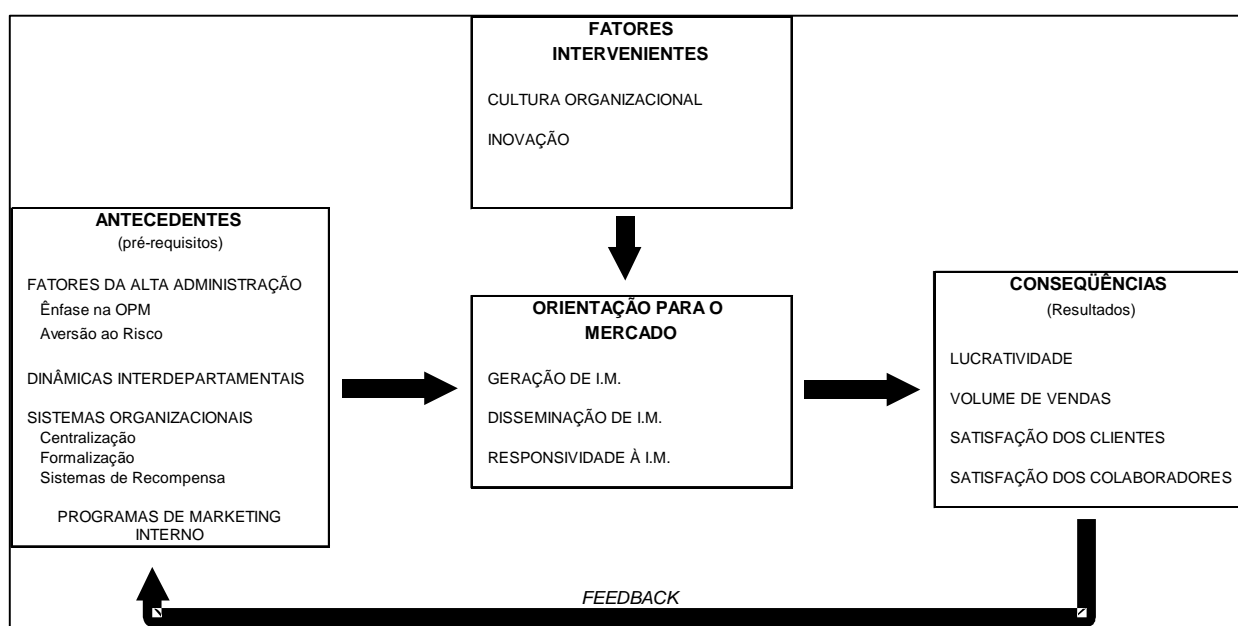 FATORES
INTERVENIENTES
CULTURA ORGANIZACIONAL
INOVAÇÃO
ANTECEDENTES
(pré-requisitos)
FATORES DA ALTA ADMINISTRAÇÃO
Ênfase na OPM
Aversão ao Risco
DINÂMICAS INTERDEPARTAMENTAIS
SISTEMAS ORGANIZACIONAIS
Centralização
Formalização
Sistemas de Recompensa
PROGRAMAS DE MARKETING
INTERNO
ORIENTAÇÃO PARA O
MERCADO
GERAÇÃO DE I.M.
DISSEMINAÇÃO DE I.M.
RESPONSIVIDADE À I.M.
CONSEQÜÊNCIAS
(Resultados)
LUCRATIVIDADE
VOLUME DE VENDAS
SATISFAÇÃO DOS CLIENTES
SATISFAÇÃO DOS COLABORADORES
FEEDBACK